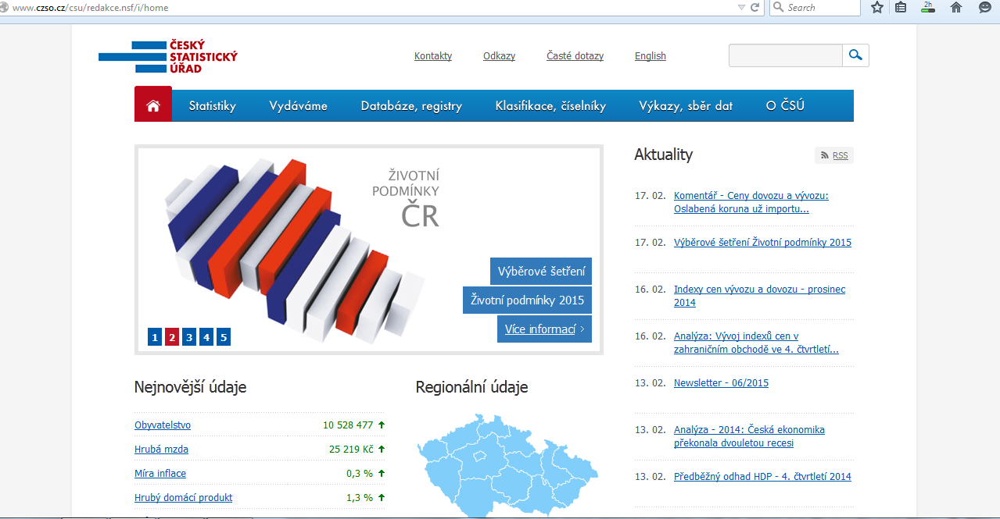 www.czso.cz/csu/redakce.nsf/i/home
Search
2h
ČESKÝ
STATISTICKÝ
ÚŘAD
Kontakty
Odkazy
Časté dotazy
English
Statistiky
Vydáváme
Databáze, registry
Klasifikace, číselníky
Výkazy, sběr dat
O ČSÚ
ŽIVOTNÍ
PODMÍNKY
ČR
Výběrové šetření
Životní podmínky 2015
Více informací
1 2 3 4 5
Aktuality
RSS
17. 02. Komentář - Ceny dovozu a vývozu:
Oslabená koruna už importu...
17. 02. Výběrové šetření Životní podmínky 2015
16. 02. Indexy cen vývozu a dovozu - prosinec
2014
16. 02. Analýza: Vývoj indexů cen v
zahraničním obchodě ve 4. čtvrtletí...
13. 02. Newsletter - 06/2015
13. 02. Analýza - 2014: Česká ekonomika
překonala dvouletou recesi
13. 02. Předběžný odhad HDP - 4. čtvrtletí 2014
Nejnovější údaje
Obyvatelstvo 10 528 477
Hrubá mzda 25 219 Kč
Míra inflace 0,3 %
Hrubý domácí produkt 1,3 %
Regionální údaje